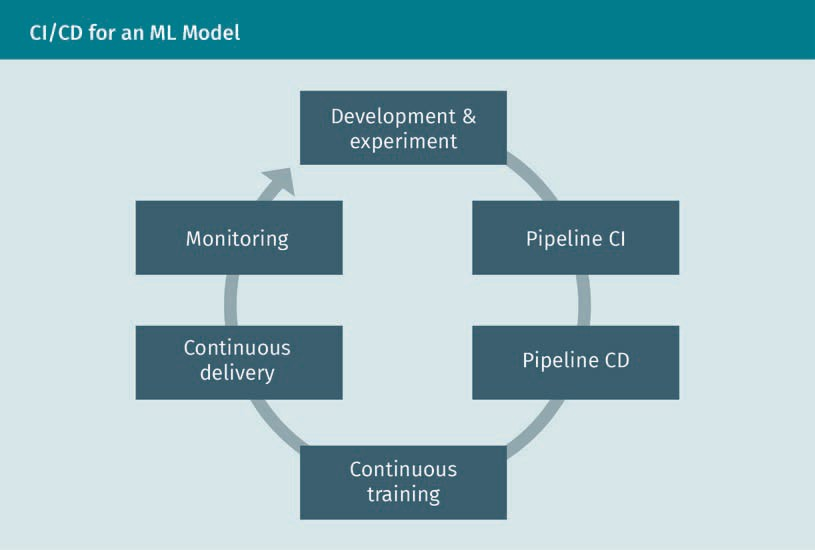 CI/CD for an ML Model
Development &
experiment
Pipeline CI
Pipeline CD
Continuous
training
Continuous
delivery
Monitoring